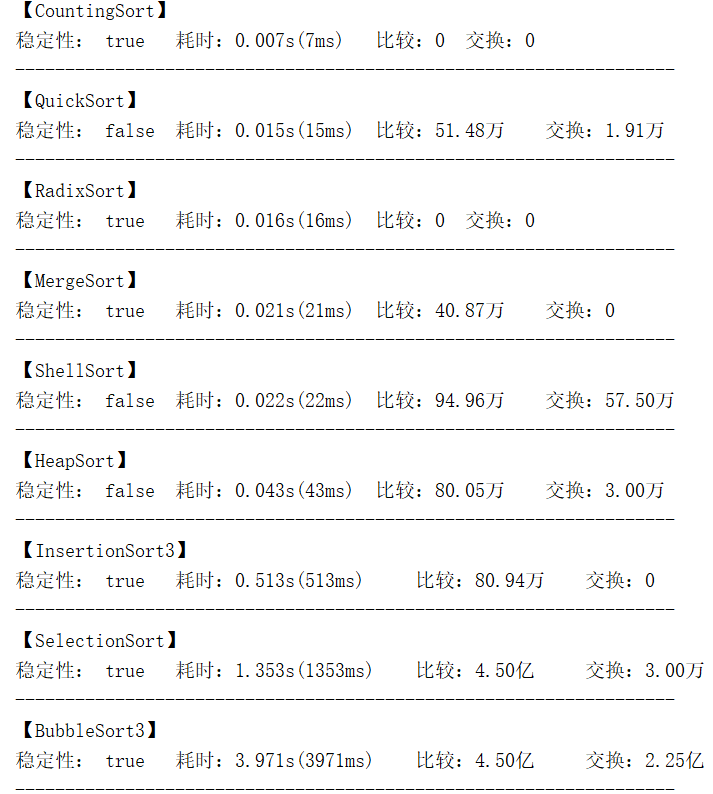 【CountingSort】
稳定性： true 耗时：0.007s(7ms) 比较：0 交换：0
------------------------------------------------------------------
【QuickSort】
稳定性： false 耗时：0.015s(15ms) 比较：51.48万 交换：1.91万
------------------------------------------------------------------
【RadixSort】
稳定性： true 耗时：0.016s(16ms) 比较：0 交换：0
------------------------------------------------------------------
【MergeSort】
稳定性： true 耗时：0.021s(21ms) 比较：40.87万 交换：0
------------------------------------------------------------------
【ShellSort】
稳定性： false 耗时：0.022s(22ms) 比较：94.96万 交换：57.50万
------------------------------------------------------------------
【HeapSort】
稳定性： false 耗时：0.043s(43ms) 比较：80.05万 交换：3.00万
------------------------------------------------------------------
【InsertionSort3】
稳定性： true 耗时：0.513s(513ms) 比较：80.94万 交换：0
------------------------------------------------------------------
【SelectionSort】
稳定性： true 耗时：1.353s(1353ms) 比较：4.50亿 交换：3.00万
------------------------------------------------------------------
【BubbleSort3】
稳定性： true 耗时：3.971s(3971ms) 比较：4.50亿 交换：2.25亿
------------------------------------------------------------------